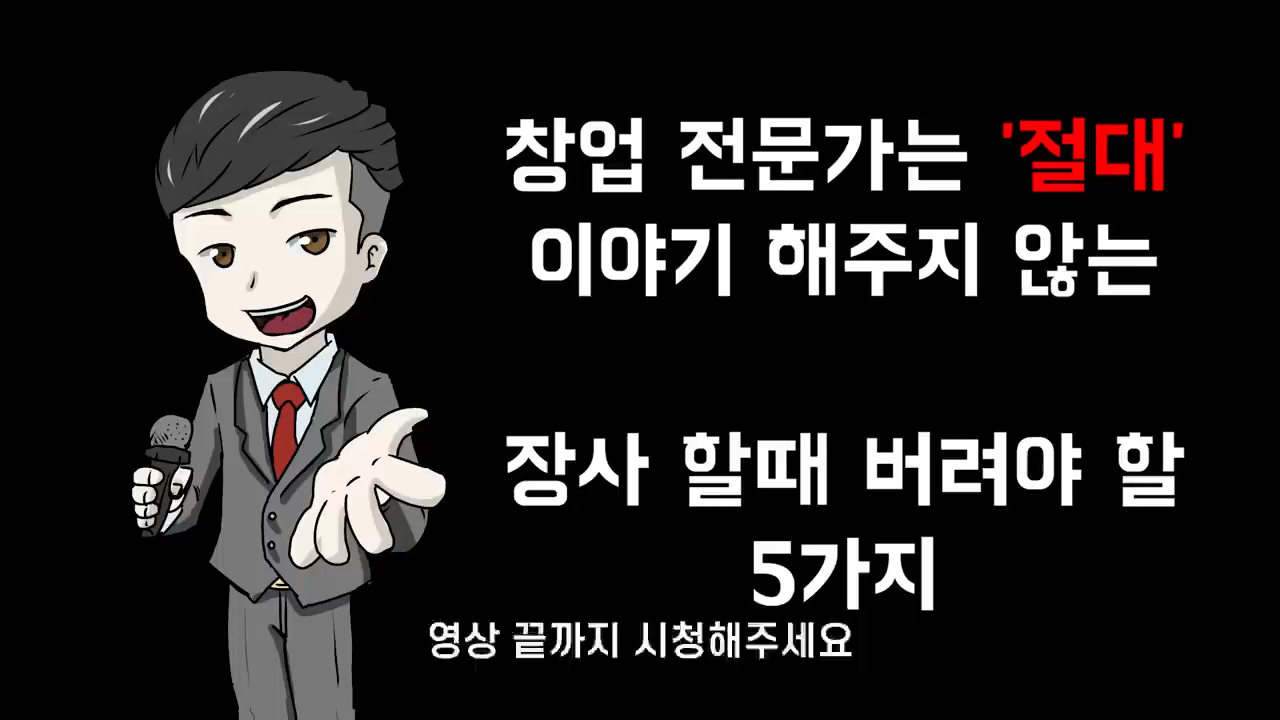 창업 전문가는 '절대'
이야기 해주지 않는
장사 할때 버려야 할
5가지
영상 끝까지 시청해주세요